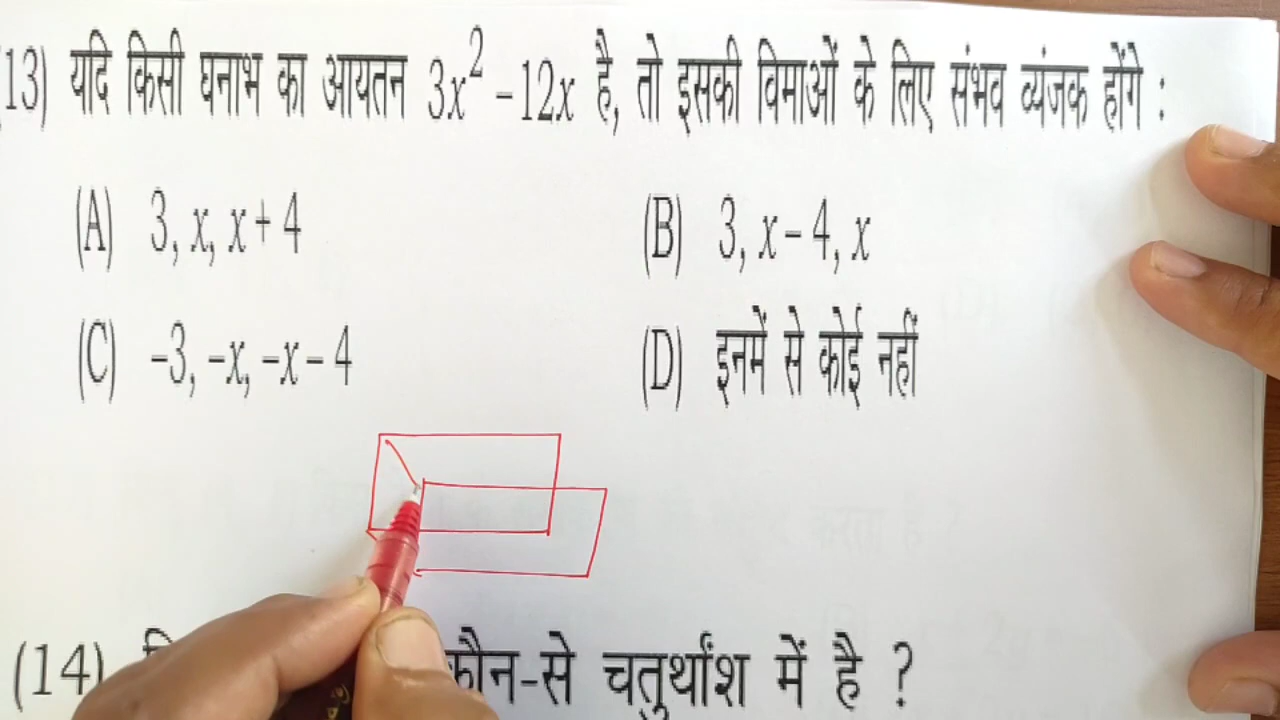 (13) यदि किसी घनाभ का आयतन 3x² – 12x है, तो इसकी विमाओं के लिए संभव व्यंजक होंगे :
(A) 3, x, x + 4 (B) 3, x – 4, x
(C) –3, –x, –x – 4 (D) इनमें से कोई नहीं
(14) कौन-से चतुर्थांश में है ?